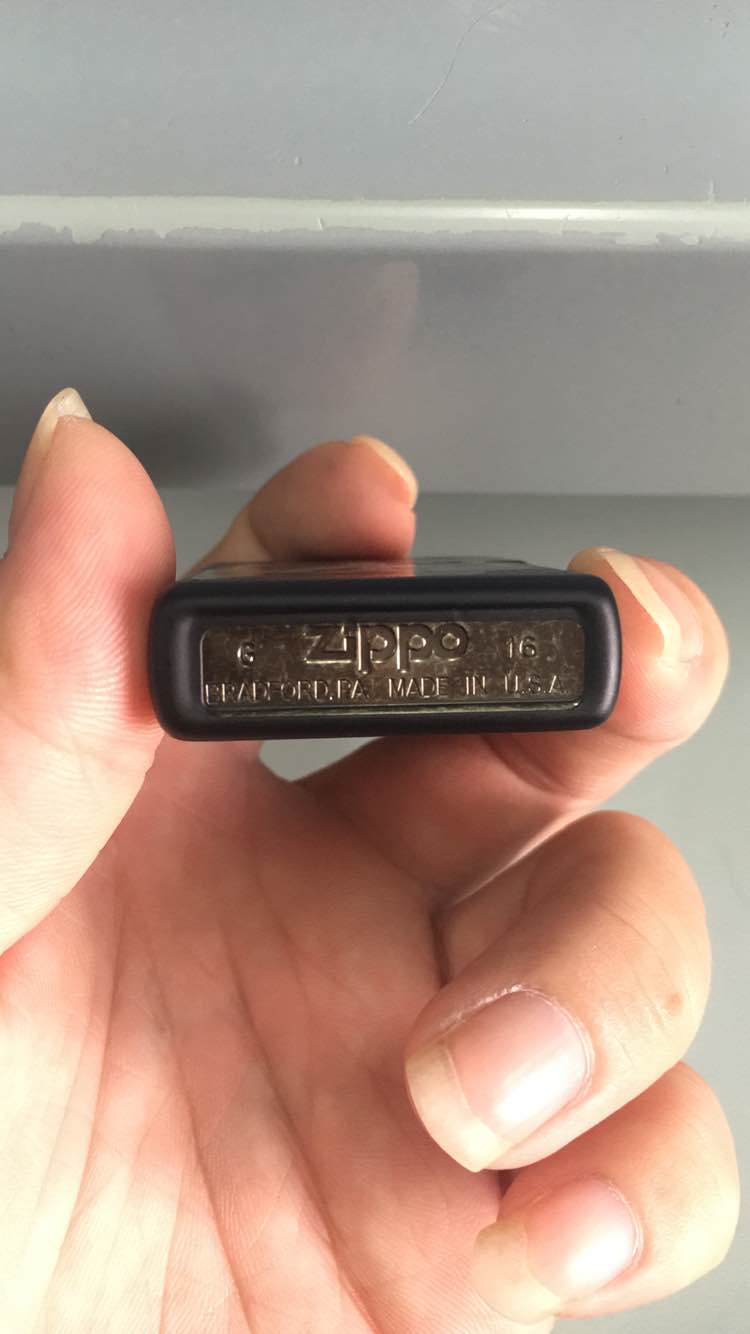 G zippo 16
BRADFORD, PA. MADE IN U.S.A.